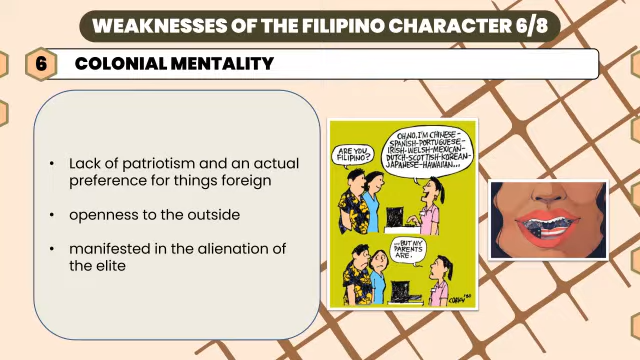 WEAKNESSES OF THE FILIPINO CHARACTER 6/8
6
COLONIAL MENTALITY
• Lack of patriotism and an actual
preference for things foreign
• openness to the outside
• manifested in the alienation of
the elite
ARE YOU
FILIPINO?
OH, NO, I'M CHINESE-
SPANISH-PORTUGUESE-
IRISH-WELSH-MEXICAN-
DUTCH-SCOTTISH-KOREAN-
JAPANESE-HAWAIIAN...
...BUT MY
PARENTS
ARE.